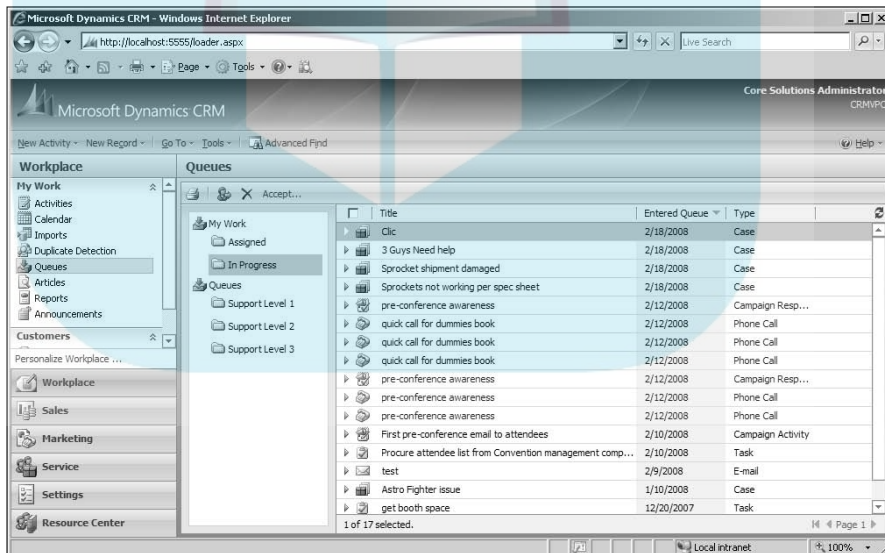 Microsoft Dynamics CRM - Windows Internet Explorer
http://localhost:5555/loader.aspx
Live Search
Page
Tools
Microsoft Dynamics CRM
Core Solutions Administrator
CRMVPC
New Activity
New Record
Go To
Tools
Advanced Find
Help
Workplace
Queues
My Work
Activities
Calendar
Imports
Duplicate Detection
Queues
Articles
Reports
Announcements
Customers
Personalize Workplace ...
Workplace
Sales
Marketing
Service
Settings
Resource Center
Accept...
My Work
Assigned
In Progress
Queues
Support Level 1
Support Level 2
Support Level 3
Title Entered Queue Type
Clic 2/18/2008 Case
3 Guys Need help 2/18/2008 Case
Sprocket shipment damaged 2/18/2008 Case
Sprockets not working per spec sheet 2/18/2008 Case
pre-conference awareness 2/12/2008 Campaign Resp...
quick call for dummies book 2/12/2008 Phone Call
quick call for dummies book 2/12/2008 Phone Call
quick call for dummies book 2/12/2008 Phone Call
pre-conference awareness 2/12/2008 Campaign Resp...
pre-conference awareness 2/12/2008 Phone Call
pre-conference awareness 2/12/2008 Phone Call
First pre-conference email to attendees 2/10/2008 Campaign Activity
Procure attendee list from Convention management comp... 2/10/2008 Task
test 2/9/2008 E-mail
Astro Fighter issue 1/10/2008 Case
get booth space 12/20/2007 Task
1 of 17 selected.
Page 1
Local intranet
100%